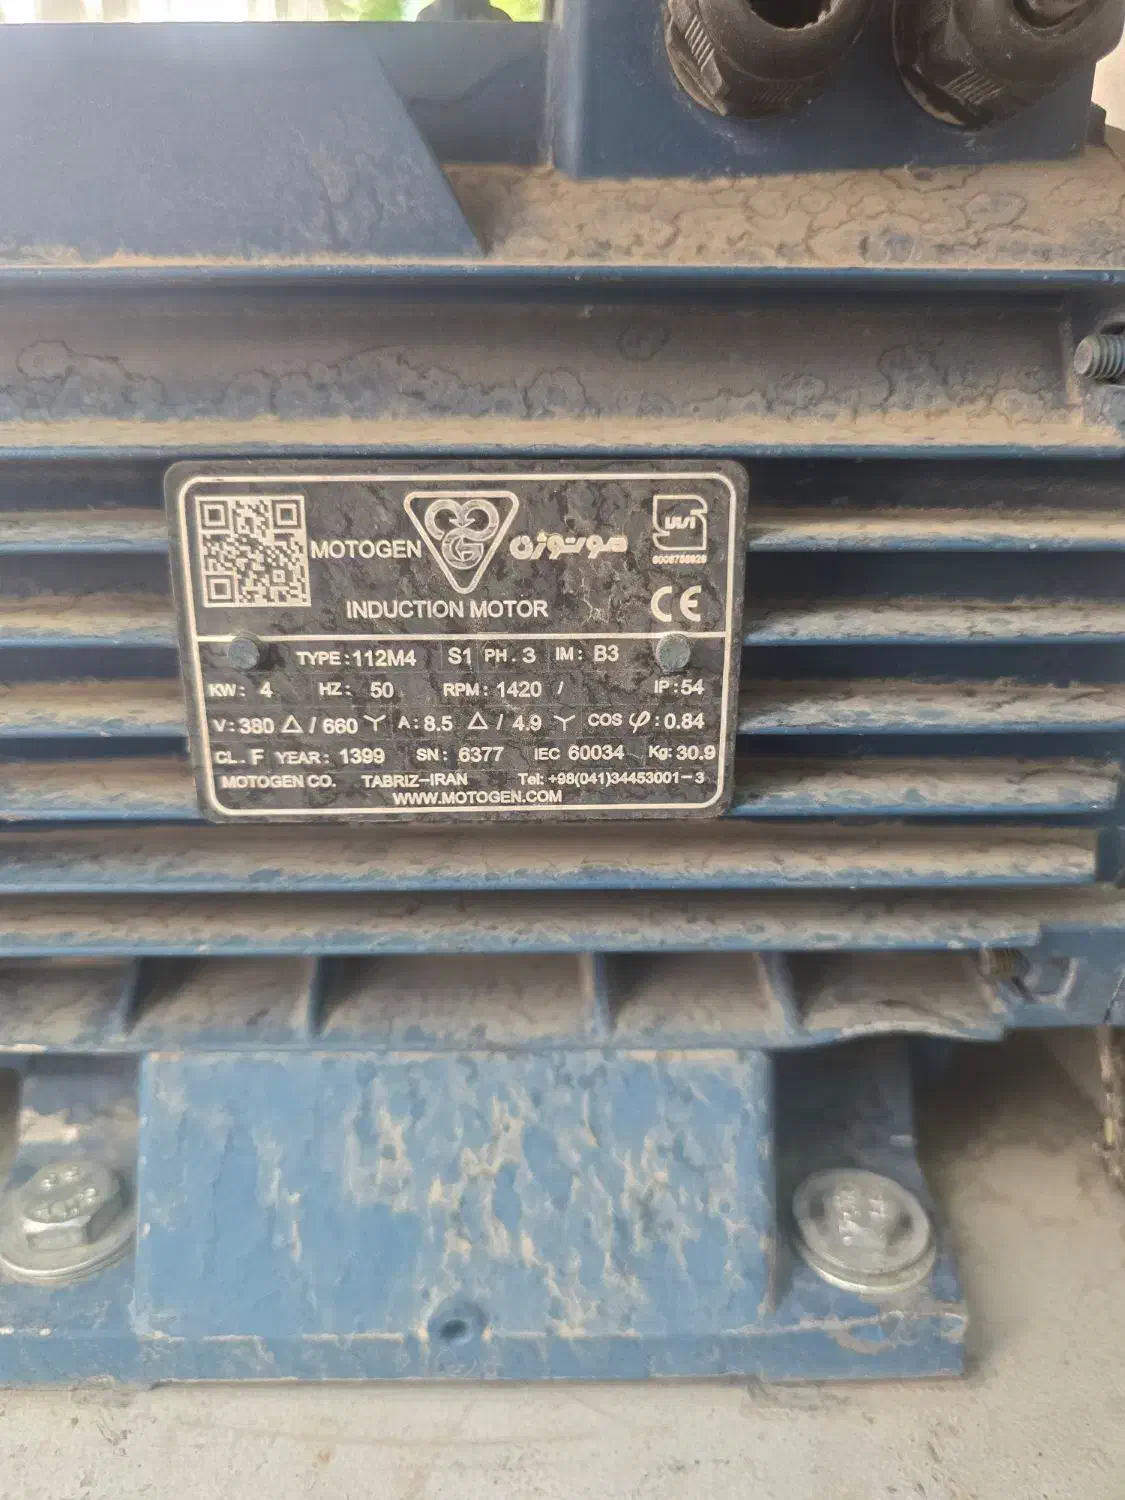 MOTOGEN موتوژن
INDUCTION MOTOR
CE
TYPE: 112M4 S1 PH. 3 IM: B3
KW: 4 HZ: 50 RPM: 1420 / IP: 54
V: 380 △ / 660 Y A: 8.5 △ / 4.9 Y COS φ: 0.84
CL. F YEAR: 1399 SN: 6377 IEC 60034 Kg: 30.9
MOTOGEN CO. TABRIZ-IRAN Tel: +98(041)34453001-3
WWW.MOTOGEN.COM